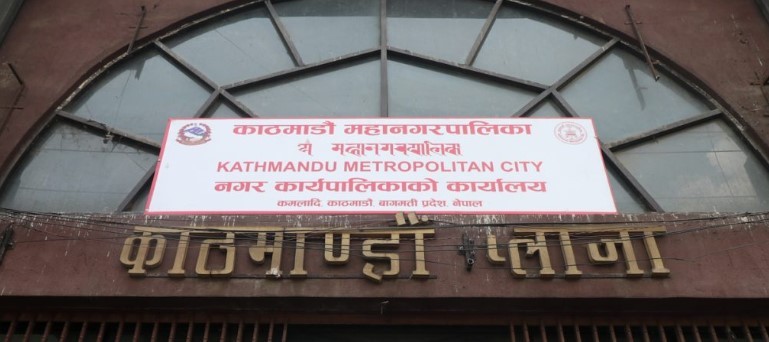 काठमाडौं महानगरपालिका
KATHMANDU METROPOLITAN CITY
नगर कार्यपालिकाको कार्यालय
कमलादि, काठमाडौं, बागमती प्रदेश, नेपाल
काठमाण्डौं प्लाजा